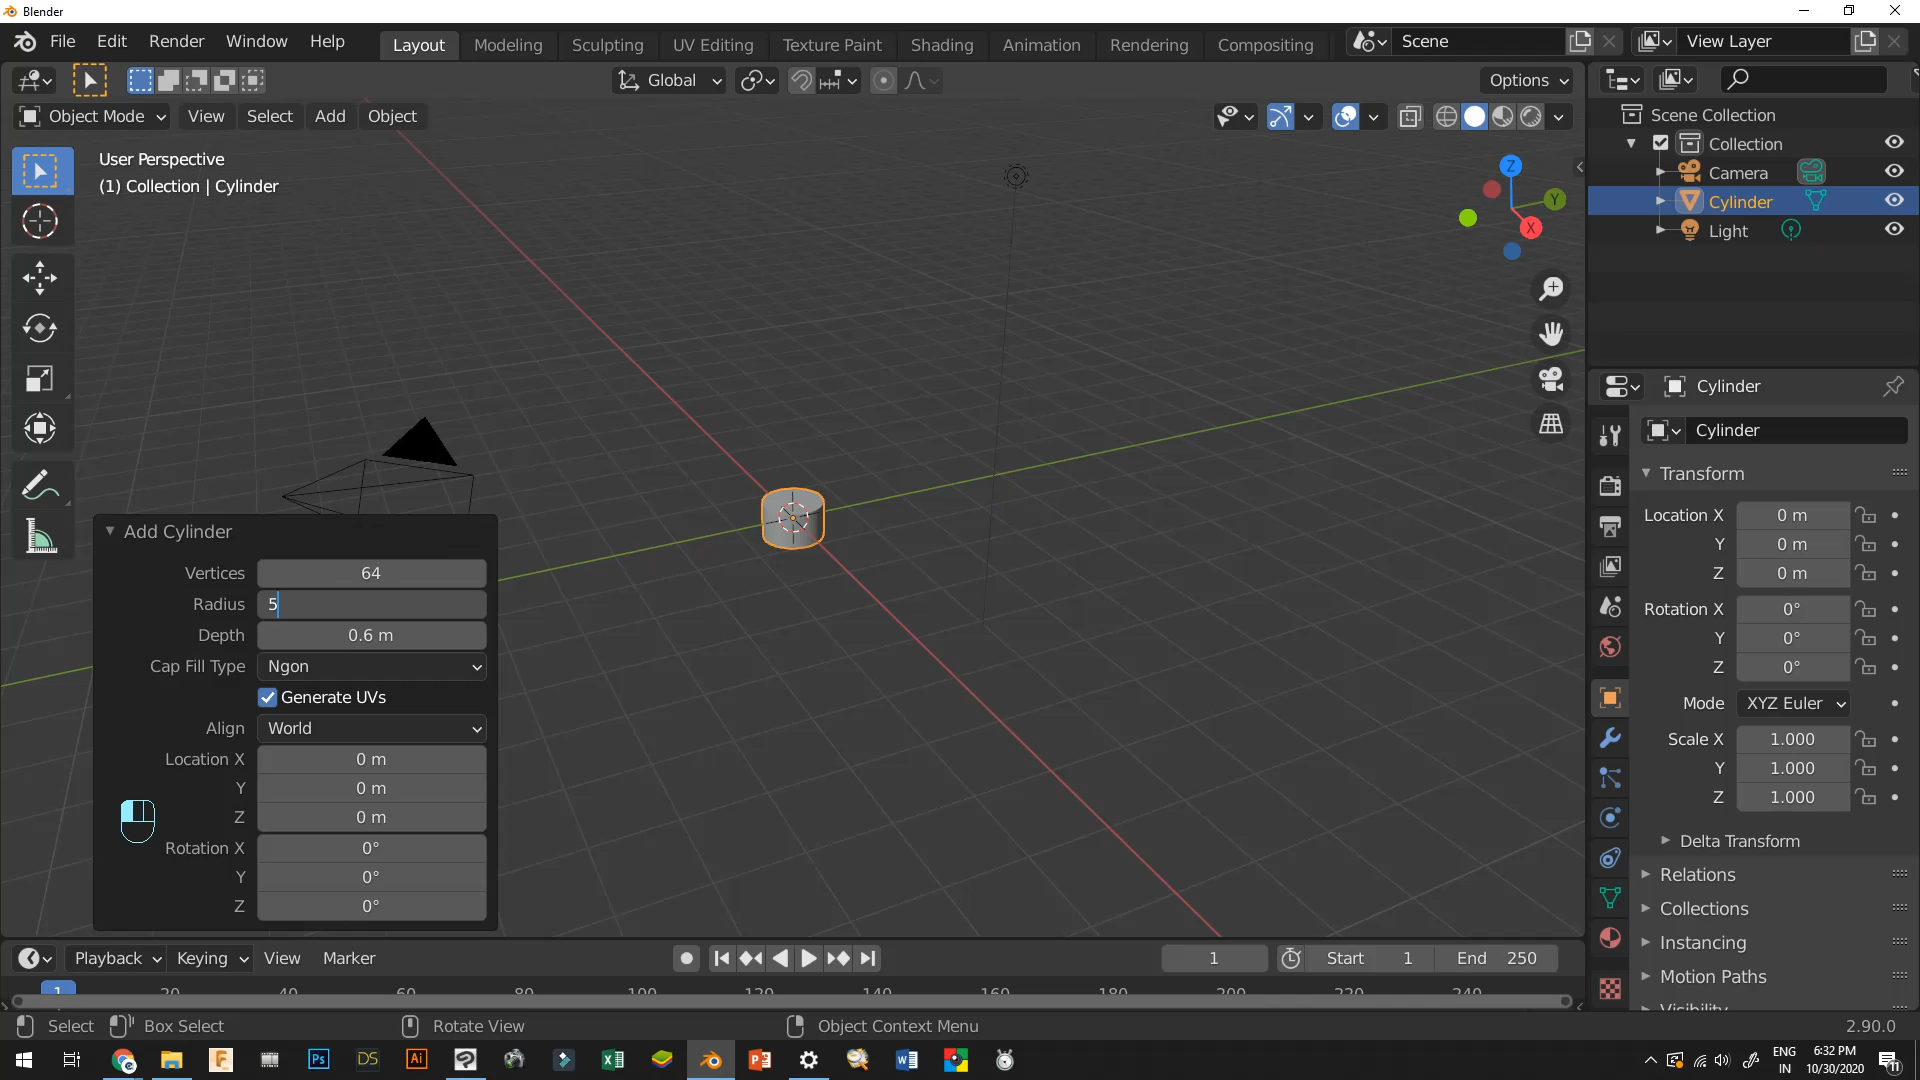 Blender
File Edit Render Window Help Layout Modeling Sculpting UV Editing Texture Paint Shading Animation Rendering Compositing Scene View Layer
Global Options
Object Mode View Select Add Object
User Perspective
(1) Collection | Cylinder
Z
Y
X
Scene Collection
Collection
Camera
Cylinder
Light
Cylinder
Cylinder
Transform
Location X 0 m
Y 0 m
Z 0 m
Rotation X 0°
Y 0°
Z 0°
Mode XYZ Euler
Scale X 1.000
Y 1.000
Z 1.000
Delta Transform
Relations
Collections
Instancing
Motion Paths
Visibility
Add Cylinder
Vertices 64
Radius 5
Depth 0.6 m
Cap Fill Type Ngon
Generate UVs
Align World
Location X 0 m
Y 0 m
Z 0 m
Rotation X 0°
Y 0°
Z 0°
Playback Keying View Marker 1 Start 1 End 250
1 20 40 60 80 100 120 140 160 180 200 220 240
Select Box Select Rotate View Object Context Menu 2.90.0
Ps DS Ai
ENG
IN
6:32 PM
10/30/2020
11